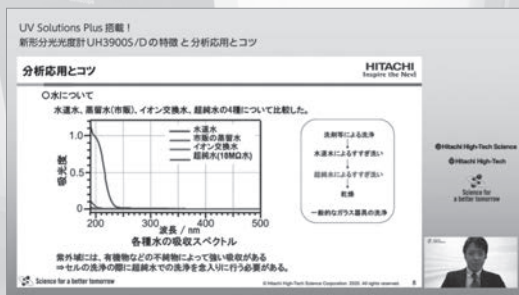 UV Solutions Plus 搭載！
新形分光光度計UH3900S/Dの特徴と分析応用とコツ
分析応用とコツ
HITACHI
Inspire the Next
○水について
水道水、蒸留水(市販)、イオン交換水、超純水の4種について比較した。
吸光度
1.0
0.5
0
200
300
400
500
波長 / nm
水道水
市販の蒸留水
イオン交換水
超純水(18MΩ水)
各種水の吸収スペクトル
洗剤等による洗浄
水道水によるすすぎ洗い
超純水によるすすぎ洗い
乾燥
一般的なガラス器具の洗浄
紫外域には、有機物などの不純物によって強い吸収がある
⇒セルの洗浄の際に超純水での洗浄を念入りに行う必要がある。
Science for a better tomorrow
© Hitachi High-Tech Science Corporation. 2020. All rights reserved.
8
Hitachi High-Tech Science
Hitachi High-Tech
Science for
a better tomorrow